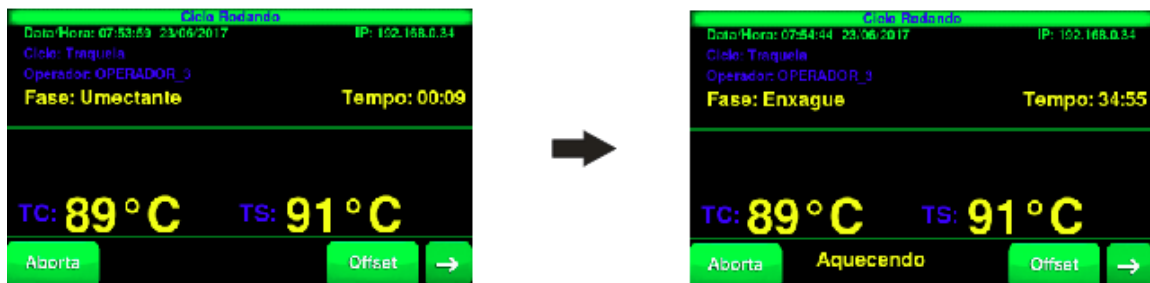 Ciclo Rodando
Data/Hora: 07:53:59 23/06/2017 IP: 192.168.0.34
Ciclo: Traqueia
Operador: OPERADOR_3
Fase: Umectante Tempo: 00:09
TC: 89°C TS: 91°C
Aborta Offset →
Ciclo Rodando
Data/Hora: 07:54:44 23/06/2017 IP: 192.168.0.34
Ciclo: Traqueia
Operador: OPERADOR_3
Fase: Enxague Tempo: 34:55
TC: 89°C TS: 91°C
Aborta Aquecendo Offset →